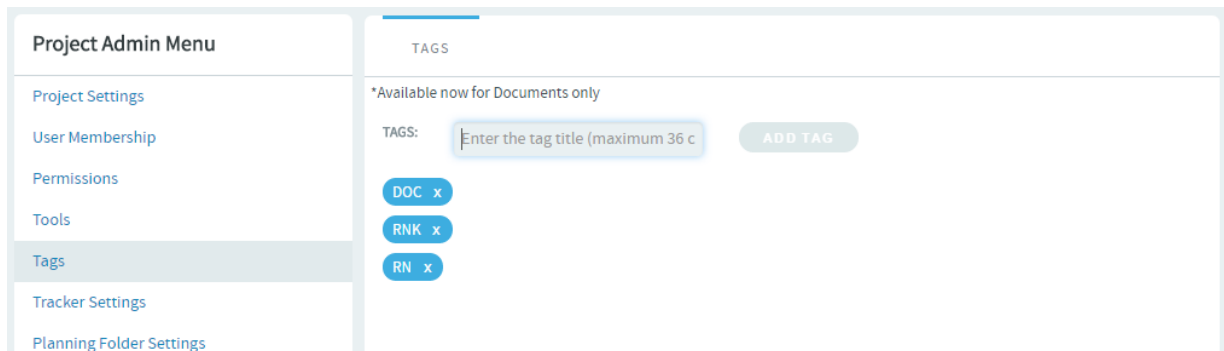 Project Admin Menu
Project Settings
User Membership
Permissions
Tools
Tags
Tracker Settings
Planning Folder Settings
TAGS
*Available now for Documents only
TAGS: Enter the tag title (maximum 36 c ADD TAG
DOC x
RNK x
RN x